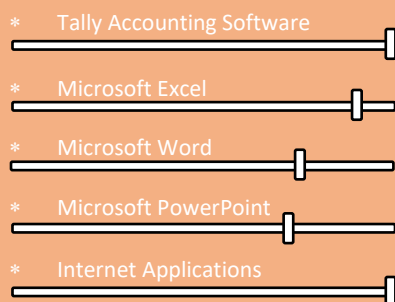 * Tally Accounting Software
* Microsoft Excel
* Microsoft Word
* Microsoft PowerPoint
* Internet Applications